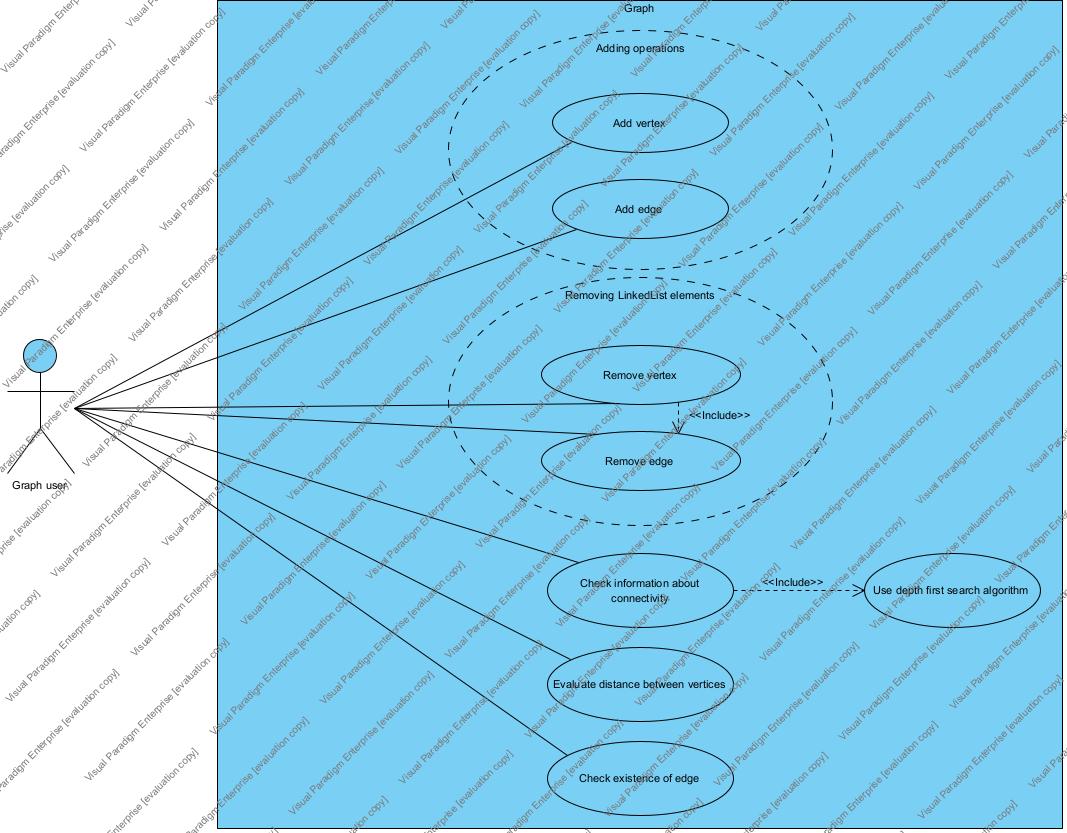 Graph
Adding operations
Add vertex
Add edge
Removing LinkedList elements
Remove vertex
<<Include>>
Remove edge
Graph user
Check information about
connectivity
<<Include>>
Use depth first search algorithm
Evaluate distance between vertices
Check existence of edge
Visual Paradigm Enterprise [evaluation copy]